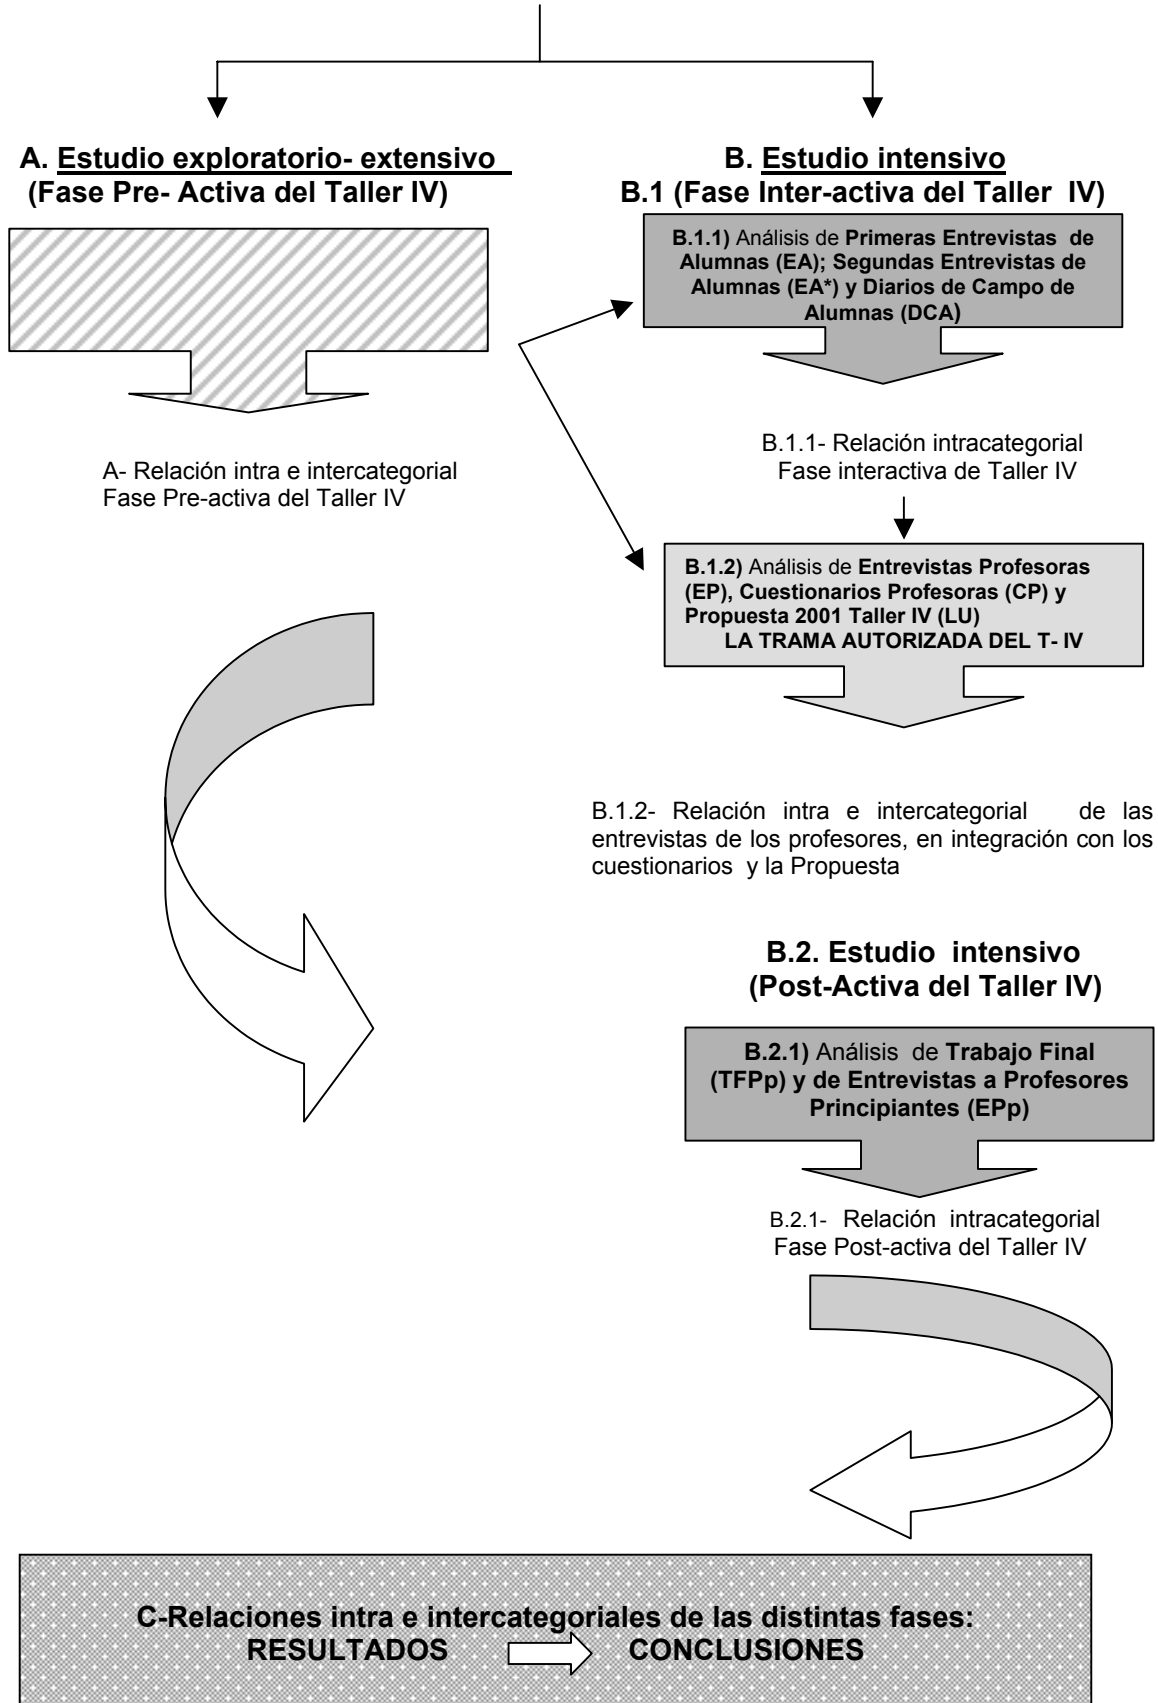 A. Estudio exploratorio- extensivo
(Fase Pre- Activa del Taller IV)
A- Relación intra e intercategorial
Fase Pre-activa del Taller IV
B. Estudio intensivo
B.1 (Fase Inter-activa del Taller IV)
B.1.1) Análisis de Primeras Entrevistas de
Alumnas (EA); Segundas Entrevistas de
Alumnas (EA*) y Diarios de Campo de
Alumnas (DCA)
B.1.1- Relación intracategorial
Fase interactiva de Taller IV
B.1.2) Análisis de Entrevistas Profesoras
(EP), Cuestionarios Profesoras (CP) y
Propuesta 2001 Taller IV (LU)
LA TRAMA AUTORIZADA DEL T- IV
B.1.2- Relación intra e intercategorial de las
entrevistas de los profesores, en integración con los
cuestionarios y la Propuesta
B.2. Estudio intensivo
(Post-Activa del Taller IV)
B.2.1) Análisis de Trabajo Final
(TFPp) y de Entrevistas a Profesores
Principiantes (EPp)
B.2.1- Relación intracategorial
Fase Post-activa del Taller IV
C-Relaciones intra e intercategoriales de las distintas fases:
RESULTADOS CONCLUSIONES